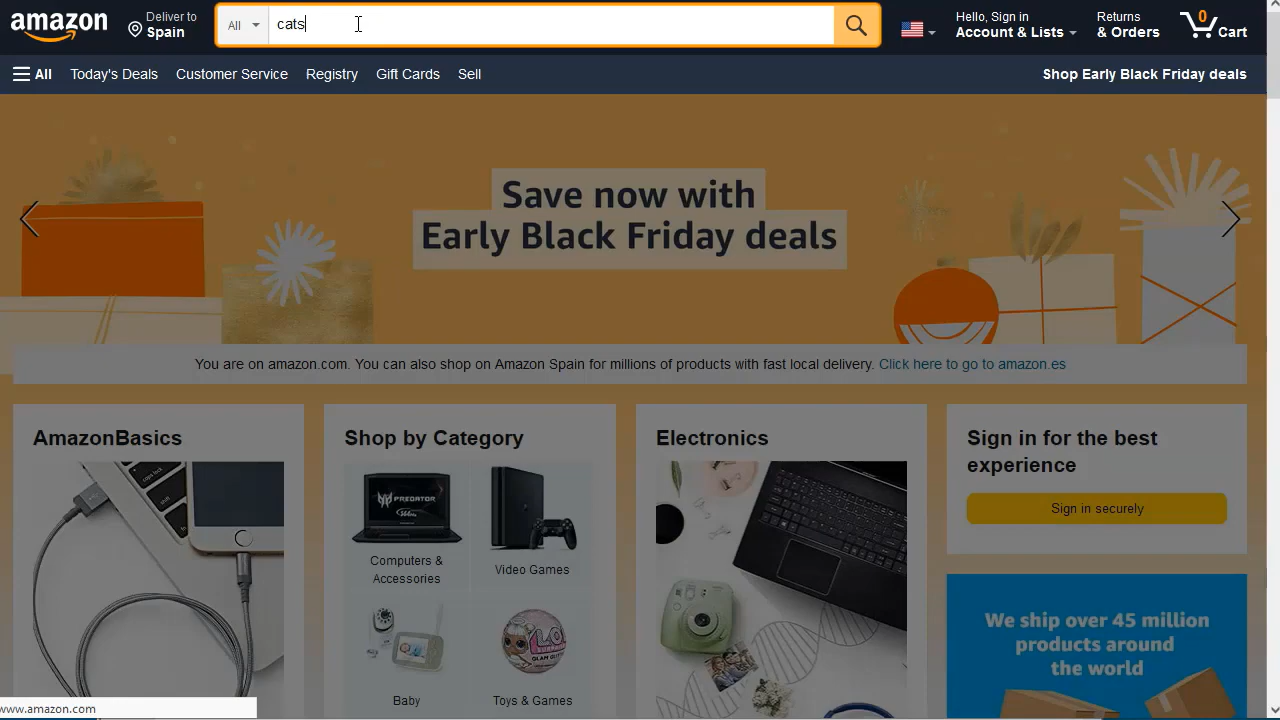 amazon
Deliver to
Spain
All
cats
Hello, Sign in
Account & Lists
Returns
& Orders
0
Cart
All
Today's Deals
Customer Service
Registry
Gift Cards
Sell
Shop Early Black Friday deals
Save now with
Early Black Friday deals
You are on amazon.com. You can also shop on Amazon Spain for millions of products with fast local delivery. Click here to go to amazon.es
AmazonBasics
Shop by Category
Electronics
Sign in for the best
experience
Sign in securely
caps lock
shift
PREDATOR
Computers &
Accessories
Video Games
L.O.L.
SURPRISE!
Baby
Toys & Games
We ship over 45 million
products around
the world
www.amazon.com